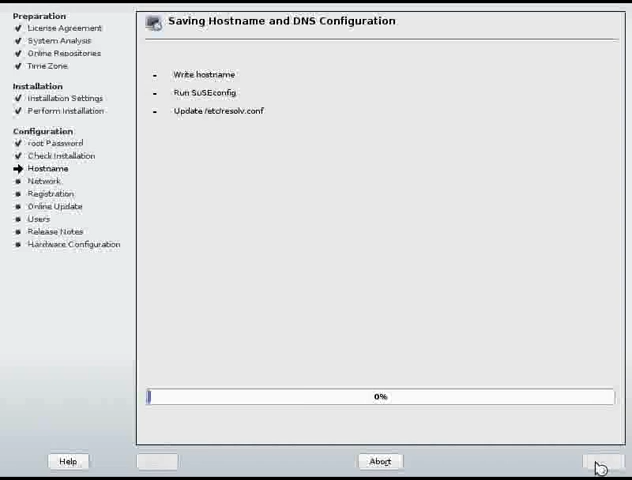 Preparation
License Agreement
System Analysis
Online Repositories
Time Zone
Installation
Installation Settings
Perform Installation
Configuration
root Password
Check Installation
Hostname
Network
Registration
Online Update
Users
Release Notes
Hardware Configuration
Saving Hostname and DNS Configuration
- Write hostname
- Run SuSEconfig
- Update /etc/resolv.conf
0%
Help
Abort